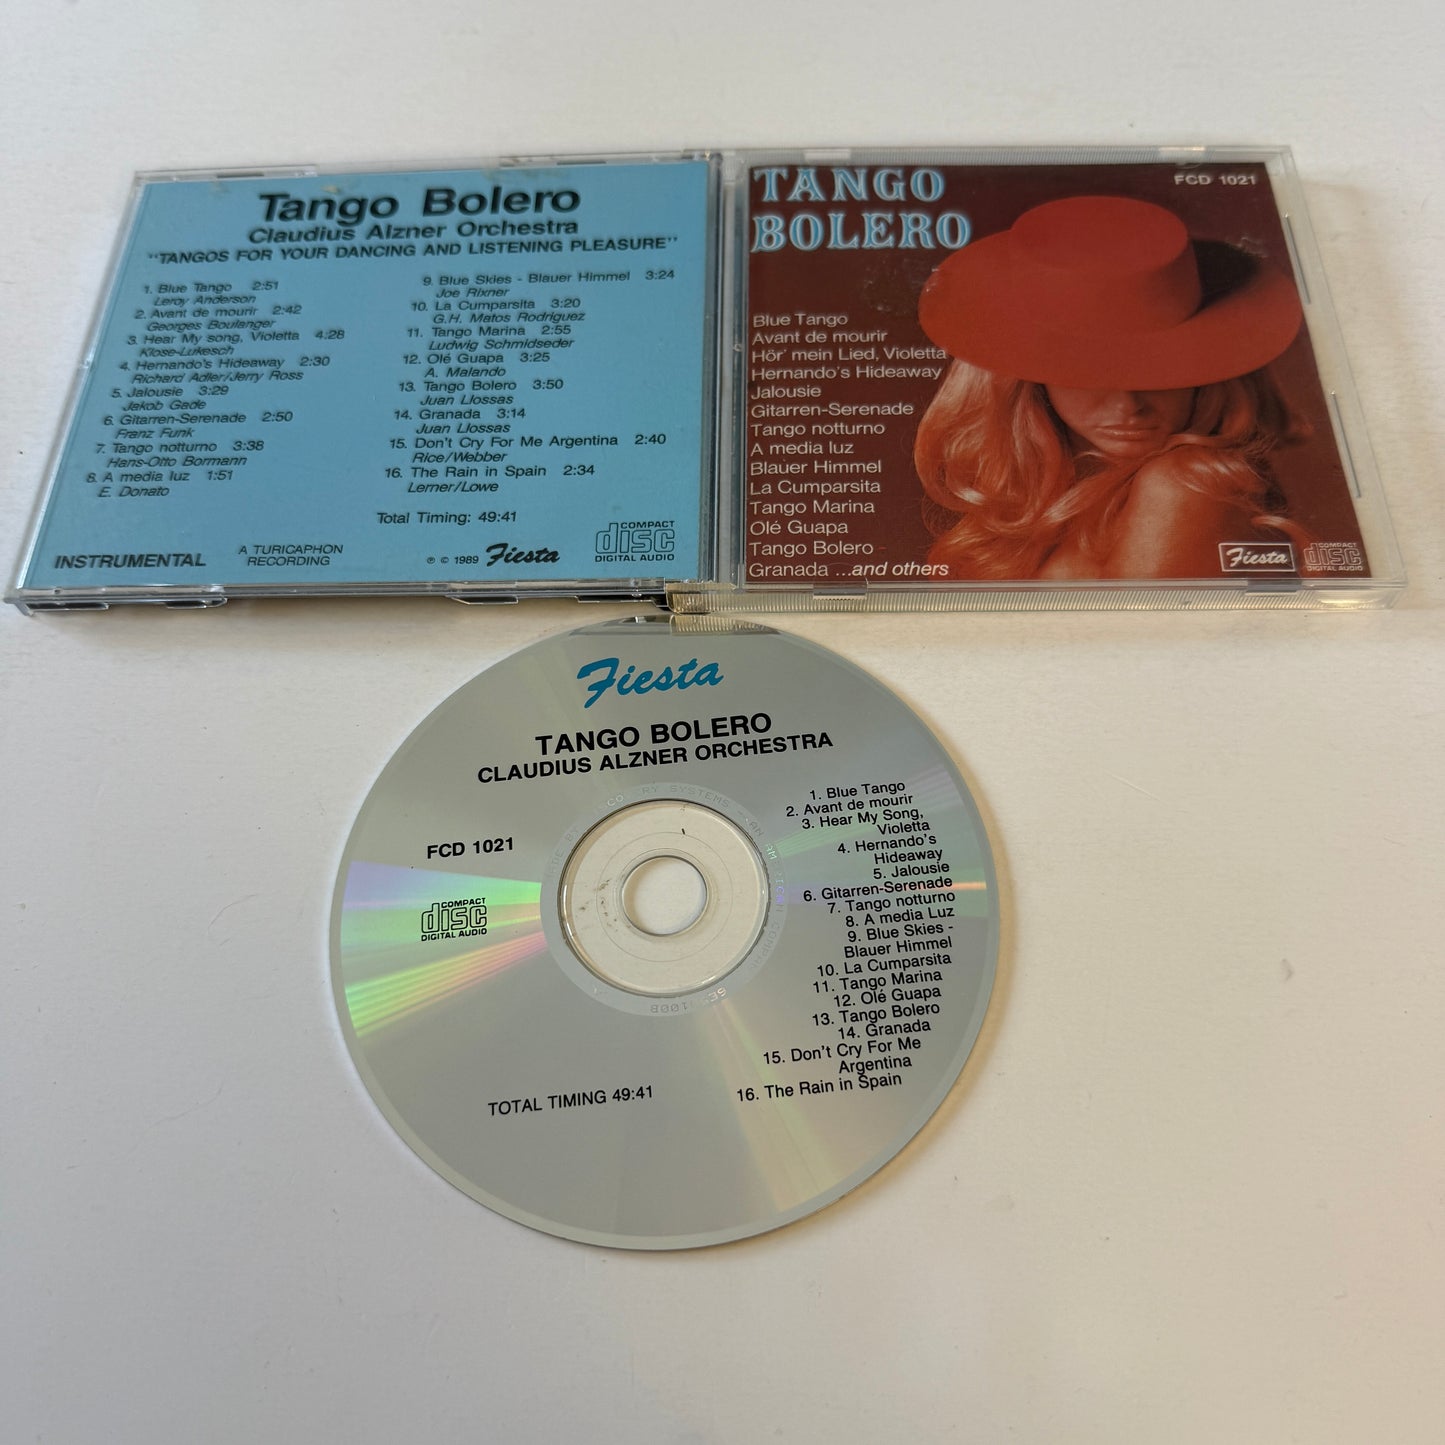 Tango Bolero
Claudius Alzner Orchestra
"TANGOS FOR YOUR DANCING AND LISTENING PLEASURE"
1. Blue Tango 2:51
Leroy Anderson
2. Avant de mourir 2:42
Georges Boulanger
3. Hear My song, Violetta 4:28
Klose-Lukesch
4. Hernando's Hideaway 2:30
Richard Adler/Jerry Ross
5. Jalousie 3:29
Jakob Gade
6. Gitarren-Serenade 2:50
Franz Funk
7. Tango notturno 3:38
Hans-Otto Bormann
8. A media luz 1:51
E. Donato
9. Blue Skies - Blauer Himmel 3:24
Joe Rixner
10. La Cumparsita 3:20
G.H. Matos Rodriguez
11. Tango Marina 2:55
Ludwig Schmidseder
12. Olé Guapa 3:25
A. Malando
13. Tango Bolero 3:50
Juan Llossas
14. Granada 3:14
Juan Llossas
15. Don't Cry For Me Argentina 2:40
Rice/Webber
16. The Rain in Spain 2:34
Lerner/Lowe
Total Timing: 49:41
INSTRUMENTAL
A TURICAPHON
RECORDING
℗ © 1989 Fiesta
COMPACT
disc
DIGITAL AUDIO
TANGO
BOLERO
FCD 1021
Blue Tango
Avant de mourir
Hör' mein Lied, Violetta
Hernando's Hideaway
Jalousie
Gitarren-Serenade
Tango notturno
A media luz
Blauer Himmel
La Cumparsita
Tango Marina
Olé Guapa
Tango Bolero
Granada ...and others
Fiesta
COMPACT
disc
DIGITAL AUDIO
Fiesta
TANGO BOLERO
CLAUDIUS ALZNER ORCHESTRA
FCD 1021
COMPACT
disc
DIGITAL AUDIO
1. Blue Tango
2. Avant de mourir
3. Hear My Song,
Violetta
4. Hernando's
Hideaway
5. Jalousie
6. Gitarren-Serenade
7. Tango notturno
8. A media Luz
9. Blue Skies -
Blauer Himmel
10. La Cumparsita
11. Tango Marina
12. Olé Guapa
13. Tango Bolero
14. Granada
15. Don't Cry For Me
Argentina
16. The Rain in Spain
TOTAL TIMING 49:41